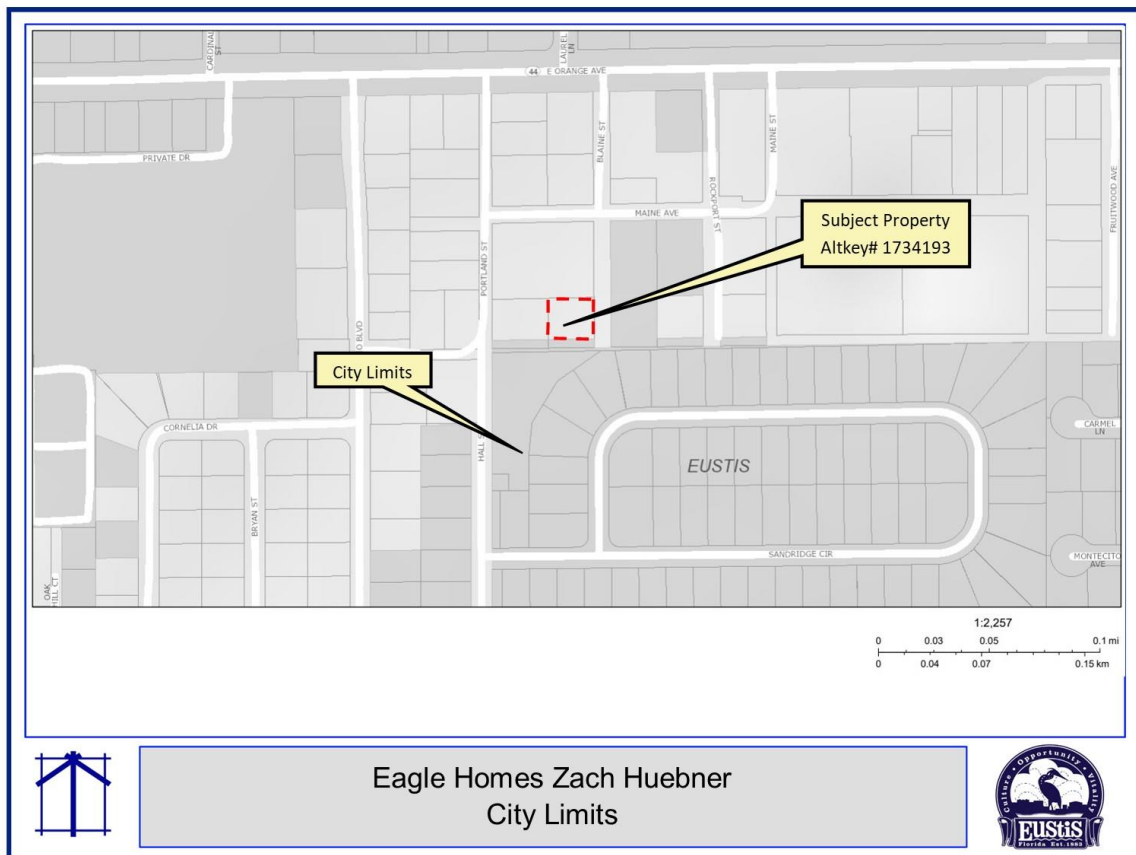 CARDINAL
ST
LAUREL
LN
44 E ORANGE AVE
PRIVATE DR
BLAINE ST
MAINE ST
ROCKPORT ST
MAINE AVE
FRUITWOOD AVE
PORTLAND ST
Subject Property
Altkey# 1734193
O BLVD
City Limits
CORNELIA DR
HALL S
BRYAN ST
EUSTIS
CARMEL
LN
SANDRIDGE CIR
MONTECITO
AVE
OAK
HILL CT
1:2,257
0 0.03 0.05 0.1 mi
0 0.04 0.07 0.15 km
Eagle Homes Zach Huebner
City Limits
Culture • Opportunity • Vitality
EUSTIS
Florida Est. 1883